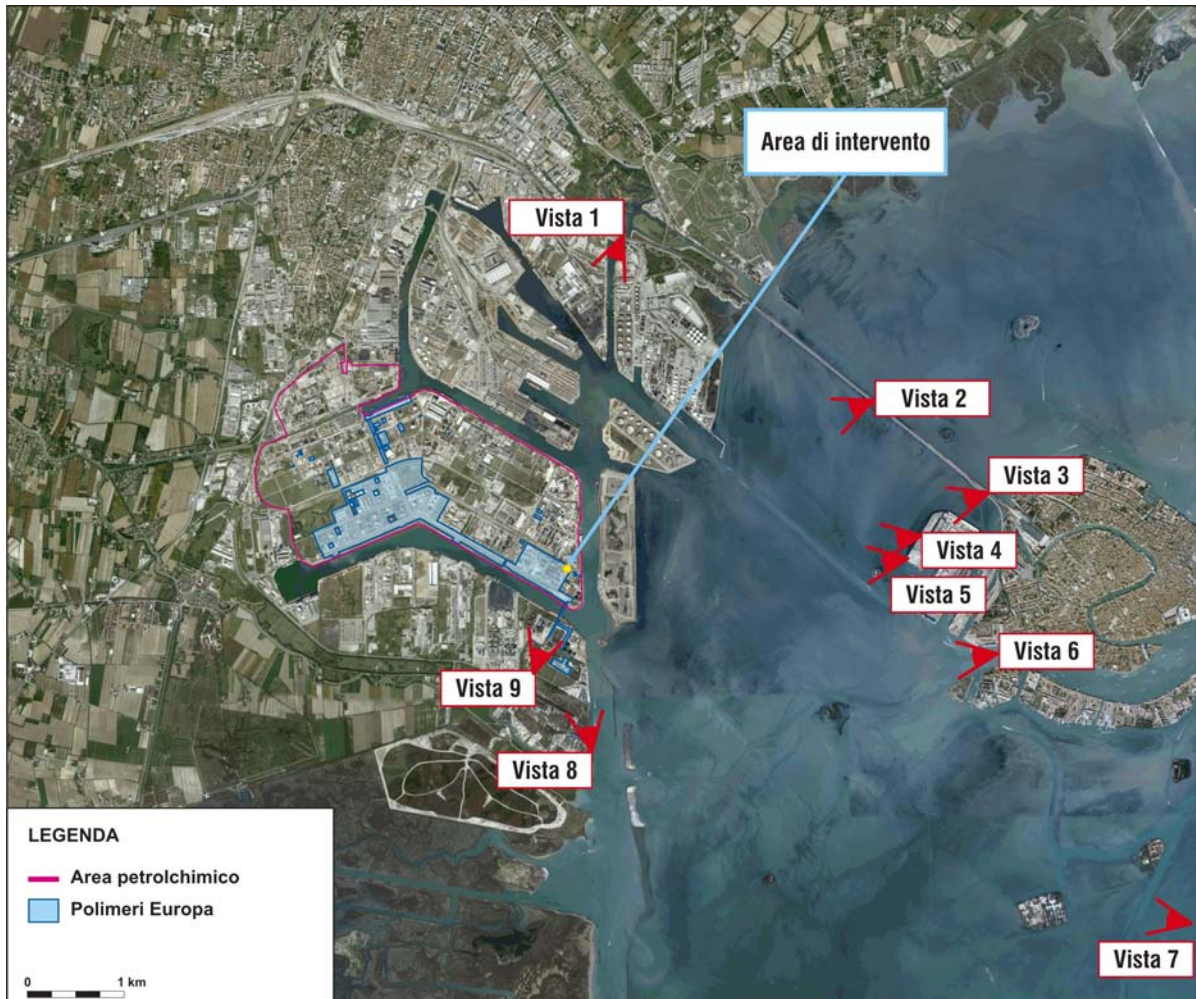 Area di intervento
Vista 1
Vista 2
Vista 3
Vista 4
Vista 5
Vista 6
Vista 9
Vista 8
Vista 7
LEGENDA
Area petrolchimico
Polimeri Europa
0 1 km